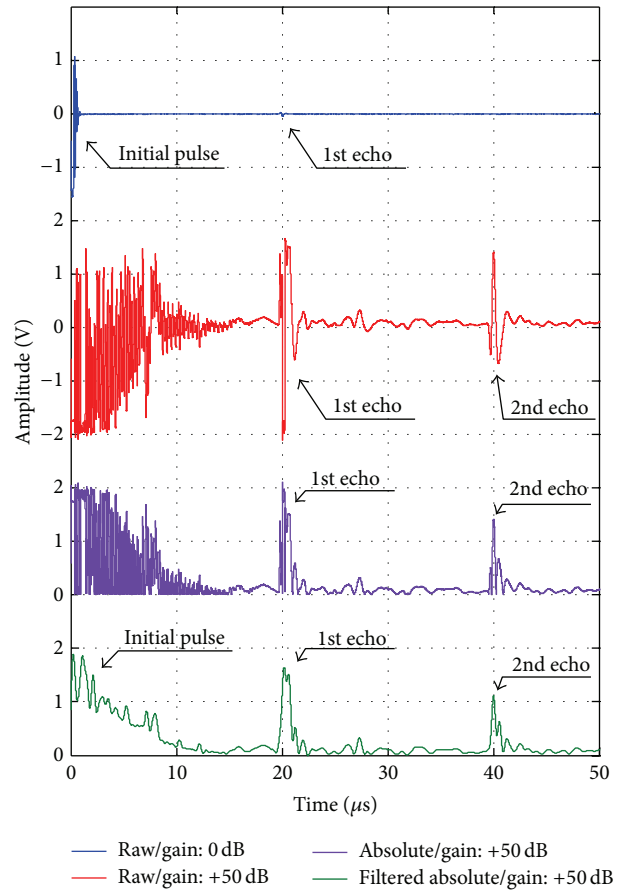 1
0
−1
Initial pulse
1st echo
2
1
0
−1
−2
1st echo
2nd echo
2
1
0
1st echo
2nd echo
2
1
0
Initial pulse
1st echo
2nd echo
Amplitude (V)
0 10 20 30 40 50
Time (μs)
Raw/gain: 0 dB
Raw/gain: +50 dB
Absolute/gain: +50 dB
Filtered absolute/gain: +50 dB